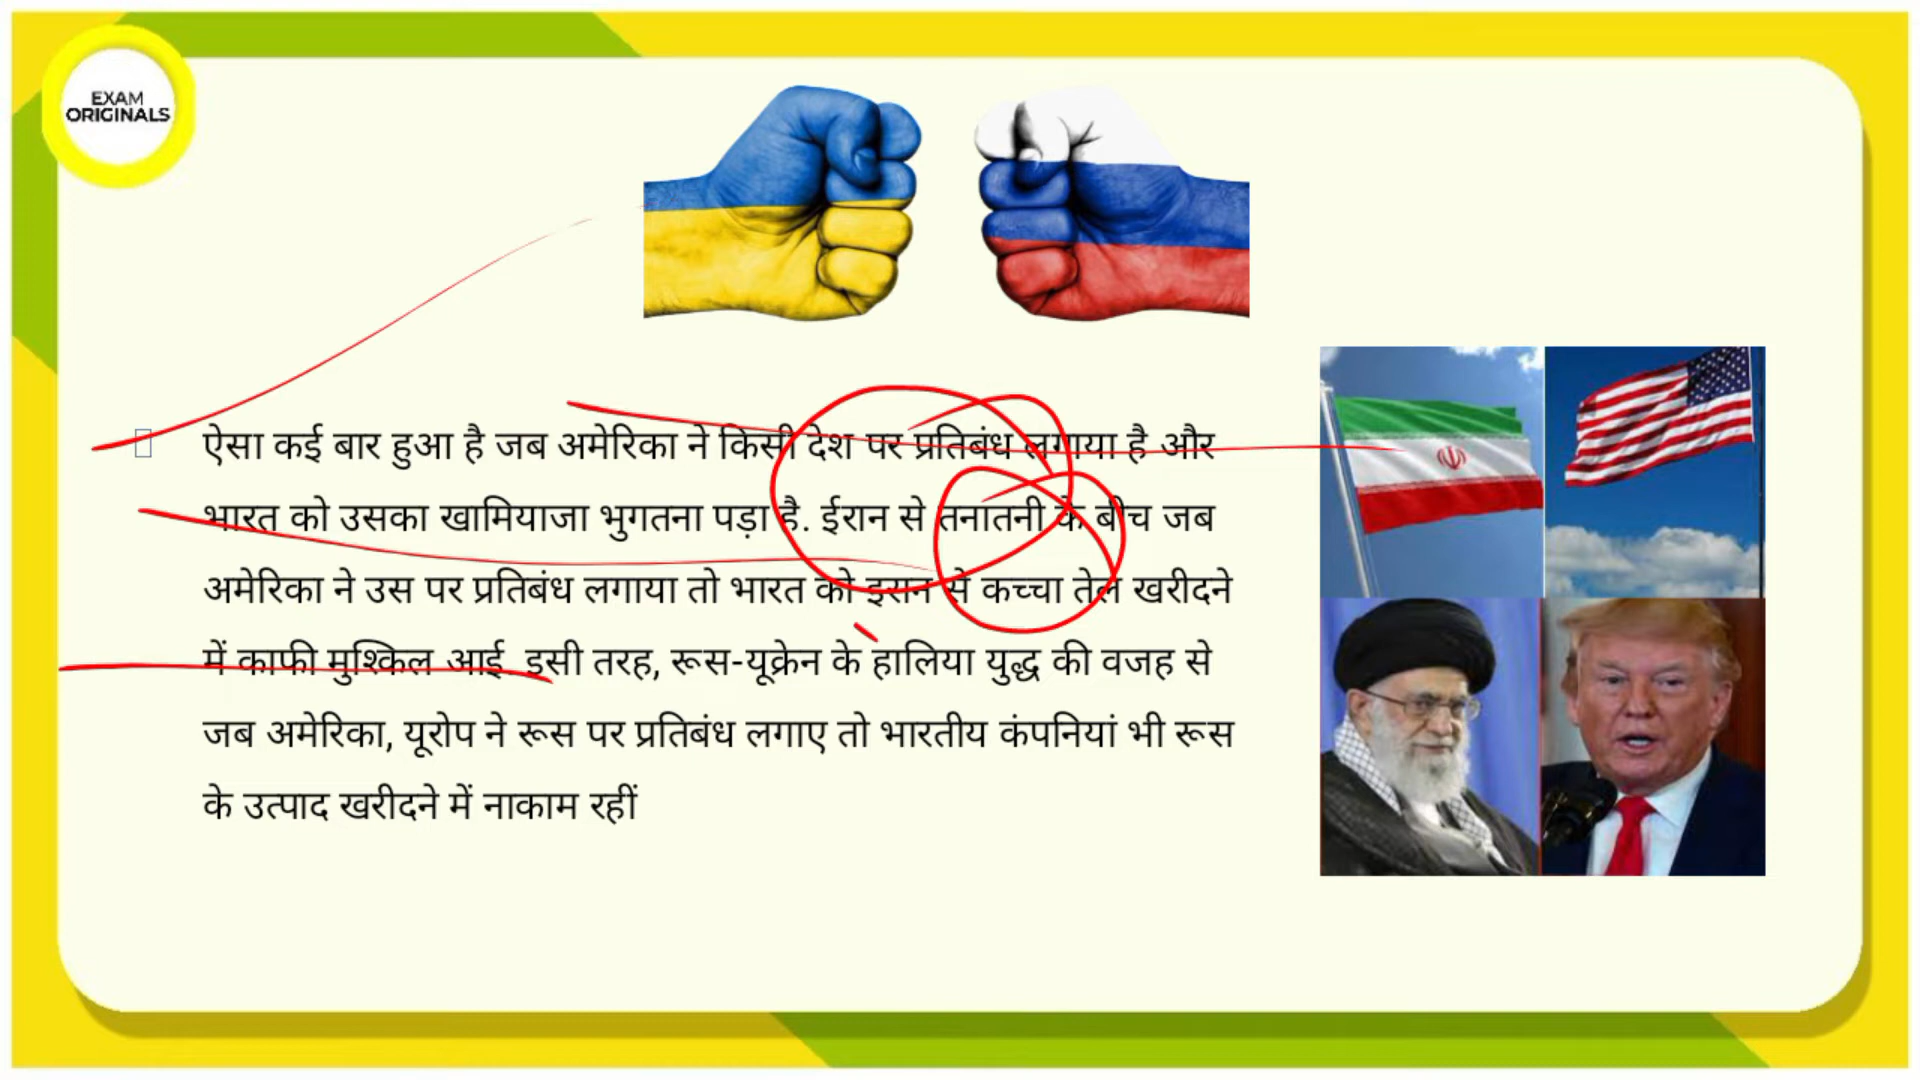 EXAM
ORIGINALS
ऐसा कई बार हुआ है जब अमेरिका ने किसी देश पर प्रतिबंध लगाया है और
भारत को उसका खामियाजा भुगतना पड़ा है. ईरान से तनातनी के बीच जब
अमेरिका ने उस पर प्रतिबंध लगाया तो भारत को इरान से कच्चा तेल खरीदने
में काफी मुश्किल आई. इसी तरह, रूस-यूक्रेन के हालिया युद्ध की वजह से
जब अमेरिका, यूरोप ने रूस पर प्रतिबंध लगाए तो भारतीय कंपनियां भी रूस
के उत्पाद खरीदने में नाकाम रहीं